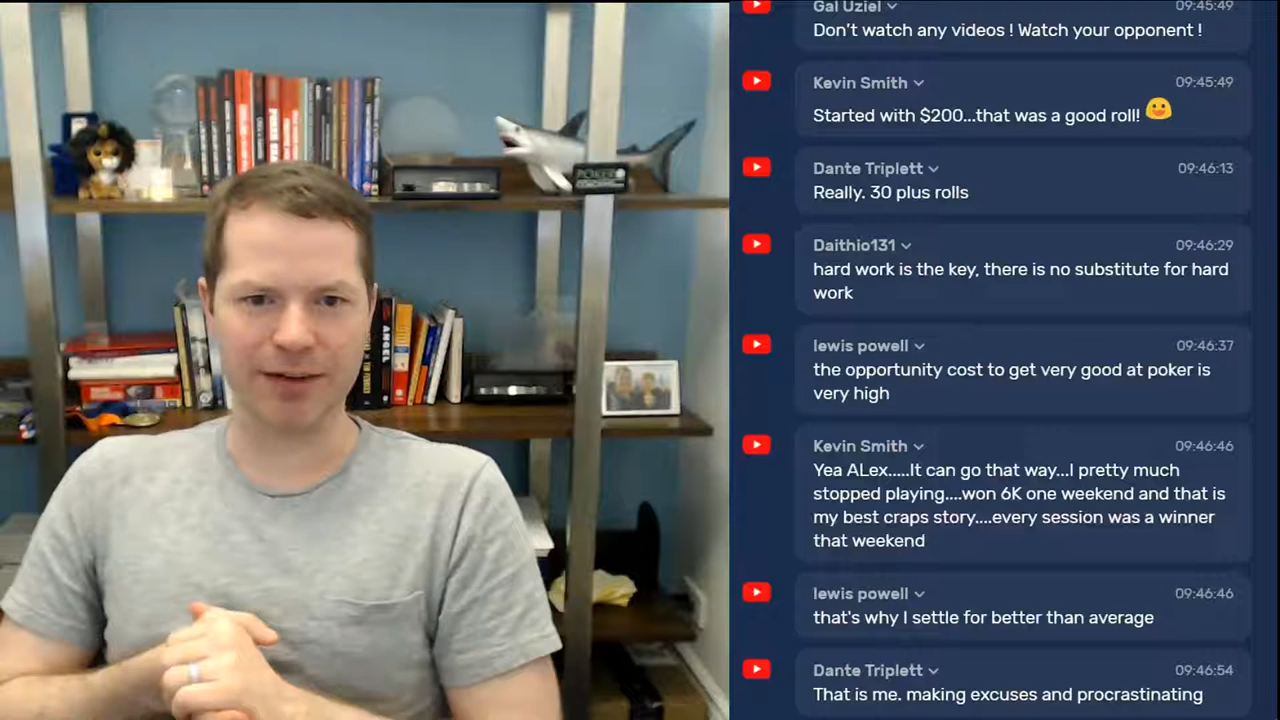 Gal Uziel
09:45:49
Don't watch any videos ! Watch your opponent !
Kevin Smith
09:45:49
Started with $200...that was a good roll! 😃
Dante Triplett
09:46:13
Really. 30 plus rolls
Daithio131
09:46:29
hard work is the key, there is no substitute for hard
work
lewis powell
09:46:37
the opportunity cost to get very good at poker is
very high
Kevin Smith
09:46:46
Yea ALex.....It can go that way...I pretty much
stopped playing....won 6K one weekend and that is
my best craps story....every session was a winner
that weekend
lewis powell
09:46:46
that's why I settle for better than average
Dante Triplett
09:46:54
That is me. making excuses and procrastinating
POKER
ANGEL